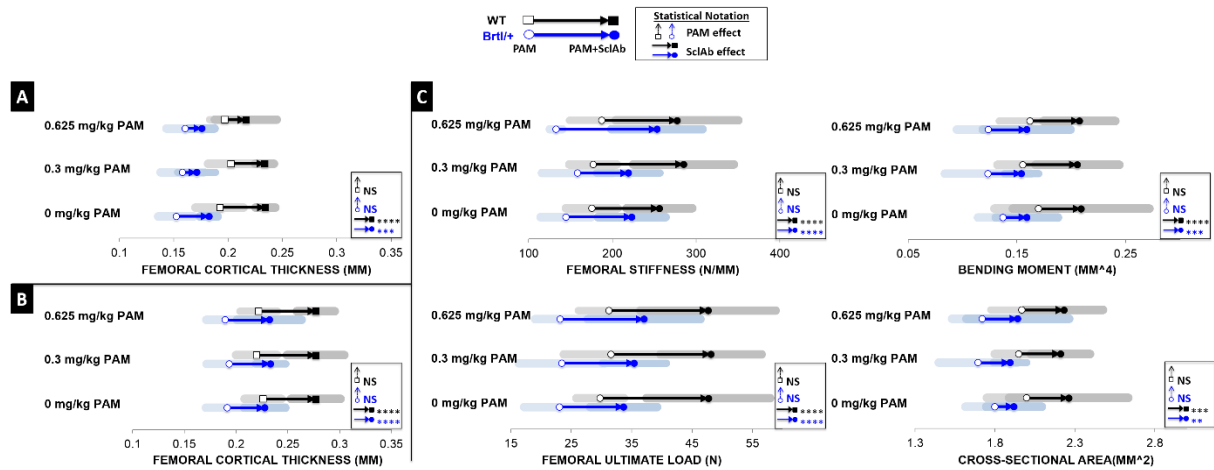 WT
Brtl/+
PAM PAM+SclAb
Statistical Notation
PAM effect
SclAb effect
A
0.625 mg/kg PAM
0.3 mg/kg PAM
0 mg/kg PAM
NS
NS
****
***
0.1 0.15 0.2 0.25 0.3 0.35
FEMORAL CORTICAL THICKNESS (MM)
B
0.625 mg/kg PAM
0.3 mg/kg PAM
0 mg/kg PAM
NS
NS
****
****
0.1 0.15 0.2 0.25 0.3 0.35
FEMORAL CORTICAL THICKNESS (MM)
C
0.625 mg/kg PAM
0.3 mg/kg PAM
0 mg/kg PAM
NS
NS
****
****
100 200 300 400
FEMORAL STIFFNESS (N/MM)
0.625 mg/kg PAM
0.3 mg/kg PAM
0 mg/kg PAM
NS
NS
****
***
0.05 0.15 0.25
BENDING MOMENT (MM^4)
0.625 mg/kg PAM
0.3 mg/kg PAM
0 mg/kg PAM
NS
NS
****
****
15 25 35 45 55
FEMORAL ULTIMATE LOAD (N)
0.625 mg/kg PAM
0.3 mg/kg PAM
0 mg/kg PAM
NS
NS
***
**
1.3 1.8 2.3 2.8
CROSS-SECTIONAL AREA(MM^2)